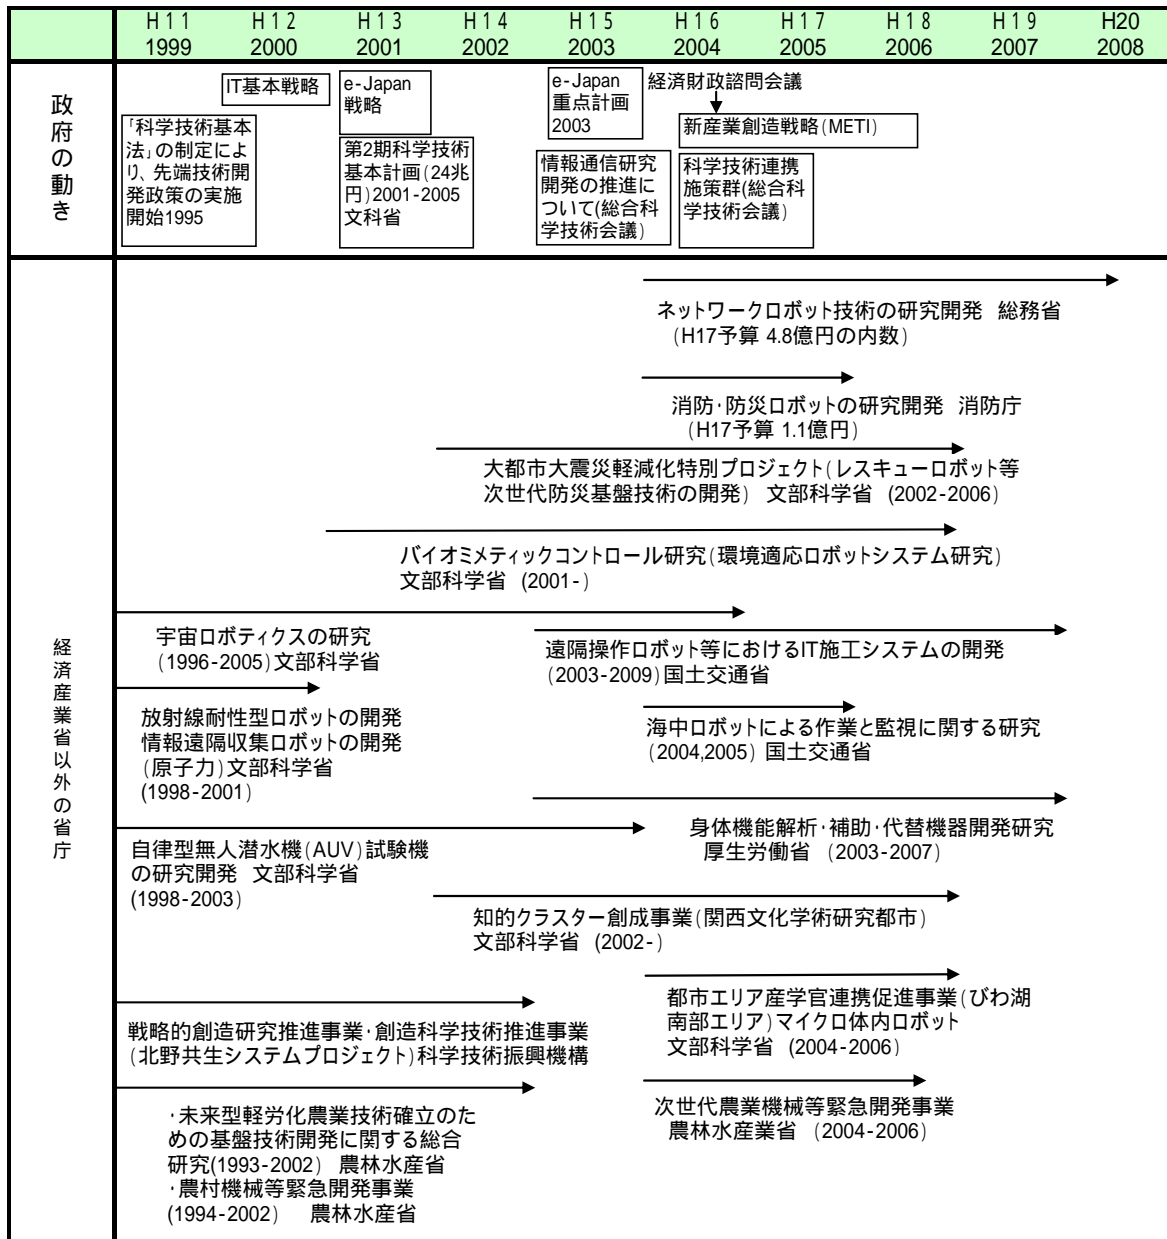 H11 H12 H13 H14 H15 H16 H17 H18 H19 H20
1999 2000 2001 2002 2003 2004 2005 2006 2007 2008
政府の動き
IT基本戦略
「科学技術基本
法」の制定によ
り、先端技術開
発政策の実施
開始1995
e-Japan
戦略
第2期科学技術
基本計画(24兆
円)2001-2005
文科省
e-Japan
重点計画
2003
情報通信研究
開発の推進に
ついて(総合科
学技術会議)
経済財政諮問会議
新産業創造戦略(METI)
科学技術連携
施策群(総合科
学技術会議)
経済産業省以外の省庁
ネットワークロボット技術の研究開発 総務省
(H17予算 4.8億円の内数)
消防・防災ロボットの研究開発 消防庁
(H17予算 1.1億円)
大都市大震災軽減化特別プロジェクト(レスキューロボット等
次世代防災基盤技術の開発) 文部科学省 (2002-2006)
バイオミメティックコントロール研究(環境適応ロボットシステム研究)
文部科学省 (2001-)
宇宙ロボティクスの研究
(1996-2005)文部科学省
遠隔操作ロボット等におけるIT施工システムの開発
(2003-2009)国土交通省
放射線耐性型ロボットの開発
情報遠隔収集ロボットの開発
(原子力)文部科学省
(1998-2001)
海中ロボットによる作業と監視に関する研究
(2004,2005) 国土交通省
身体機能解析・補助・代替機器開発研究
厚生労働省 (2003-2007)
自律型無人潜水機(AUV)試験機
の研究開発 文部科学省
(1998-2003)
知的クラスター創成事業(関西文化学術研究都市)
文部科学省 (2002-)
都市エリア産学官連携促進事業(びわ湖
南部エリア)マイクロ体内ロボット
文部科学省 (2004-2006)
戦略的創造研究推進事業・創造科学技術推進事業
(北野共生システムプロジェクト)科学技術振興機構
次世代農業機械等緊急開発事業
農林水産業省 (2004-2006)
・未来型軽労化農業技術確立のた
めの基盤技術開発に関する総合
研究(1993-2002) 農林水産省
・農村機械等緊急開発事業
(1994-2002) 農林水産省